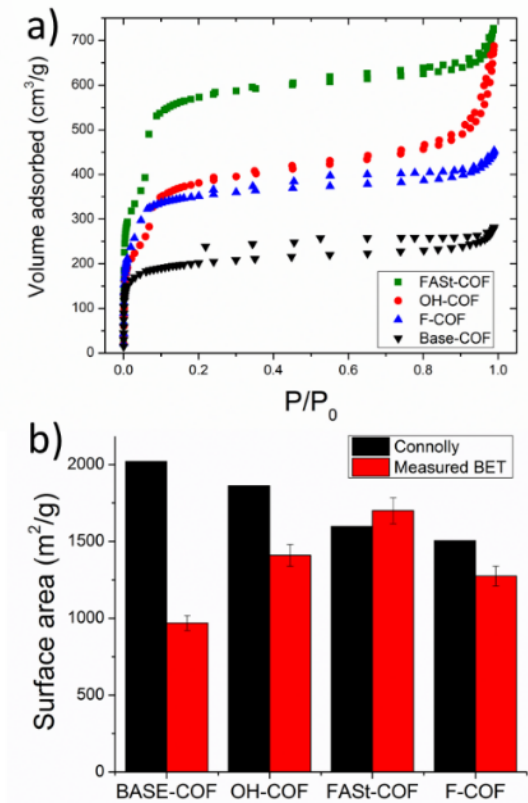 a)
Volume adsorbed (cm³/g)
700
600
500
400
300
200
100
0
FASt-COF
OH-COF
F-COF
Base-COF
0.0 0.2 0.4 0.6 0.8 1.0
P/P₀
b)
Surface area (m²/g)
2000
1500
1000
500
0
Connolly
Measured BET
BASE-COF OH-COF FASt-COF F-COF